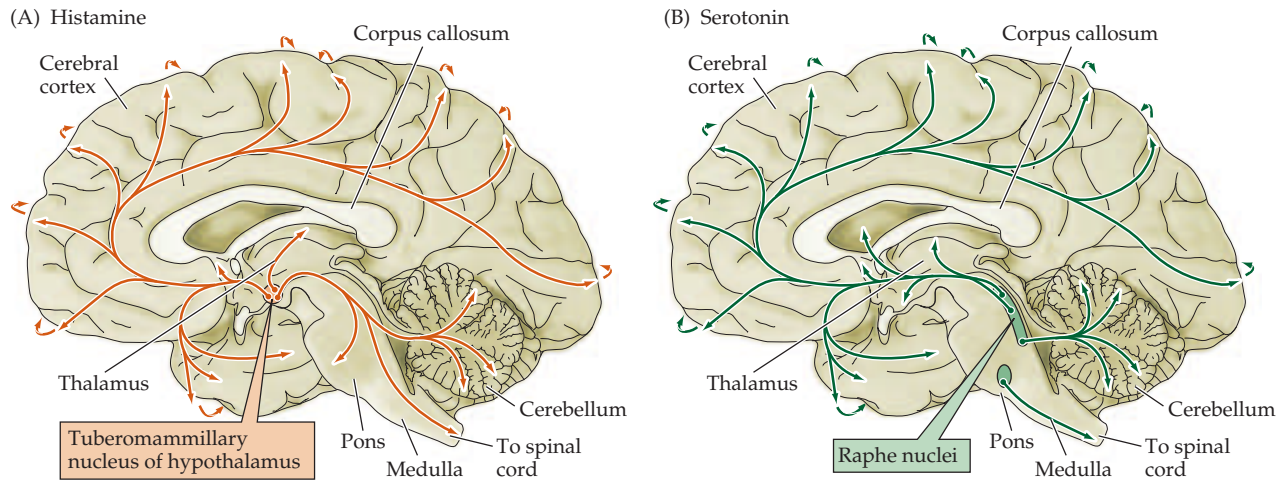 (A) Histamine
Corpus callosum
Cerebral
cortex
Thalamus
Tuberomammillary
nucleus of hypothalamus
Pons
Medulla
Cerebellum
To spinal
cord
(B) Serotonin
Corpus callosum
Cerebral
cortex
Thalamus
Raphe nuclei
Pons
Medulla
Cerebellum
To spinal
cord